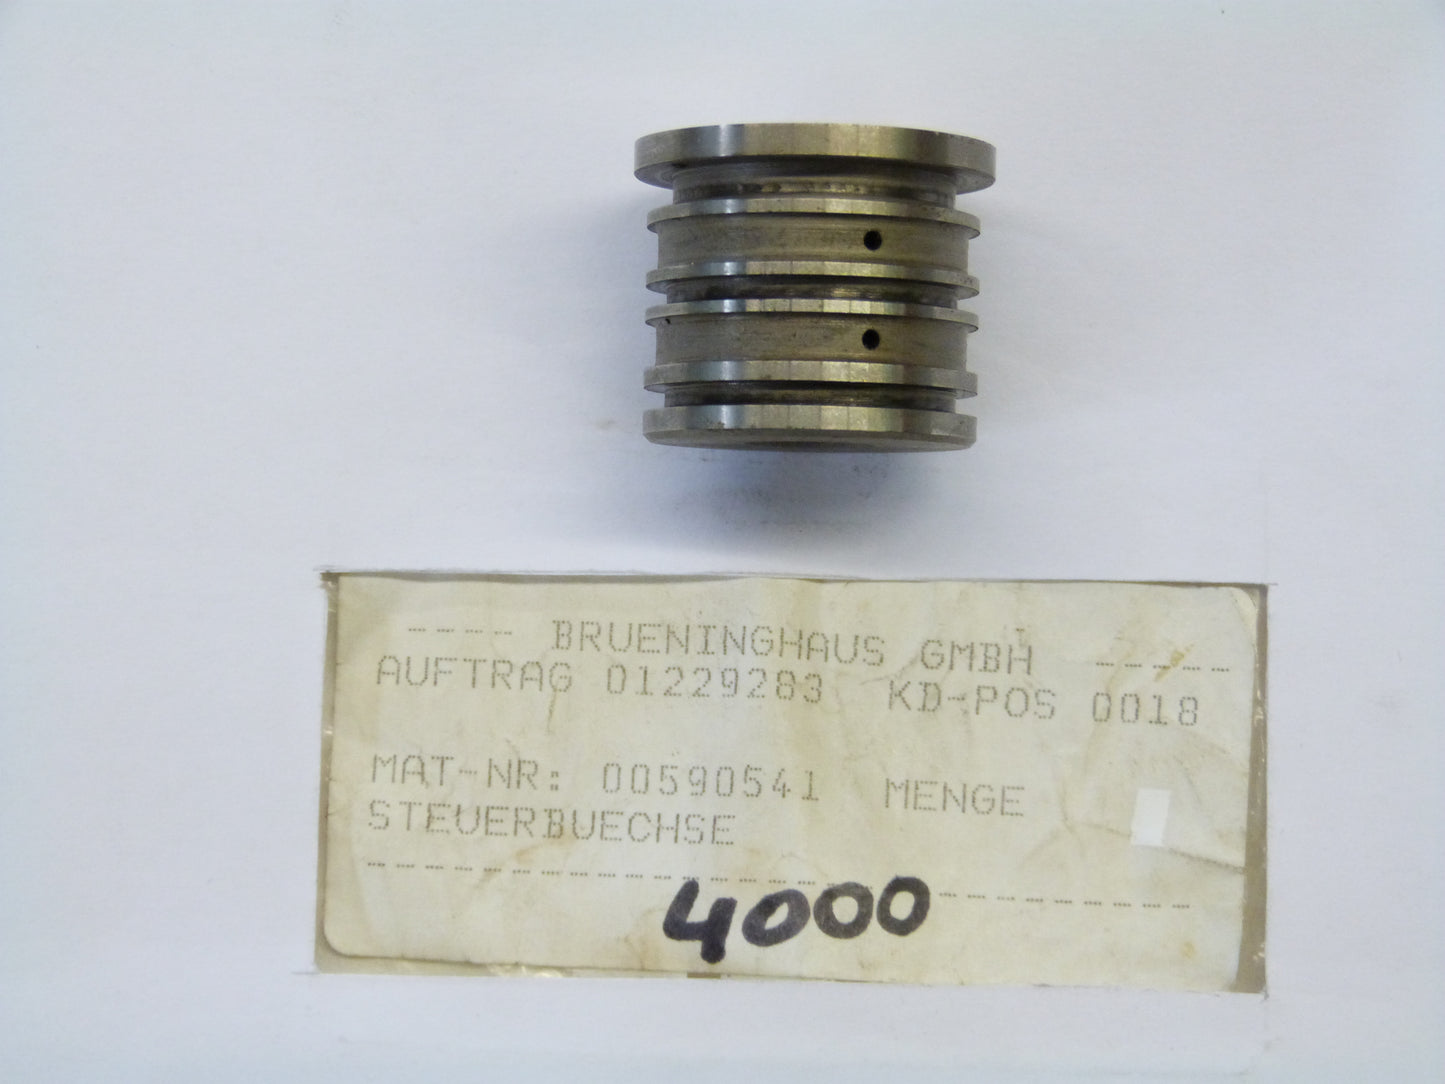 ---- BRUENINGHAUS GMBH -----
AUFTRAG 01229283 KD-POS 0018
MAT-NR: 00590541 MENGE
STEUERBUECHSE
4000